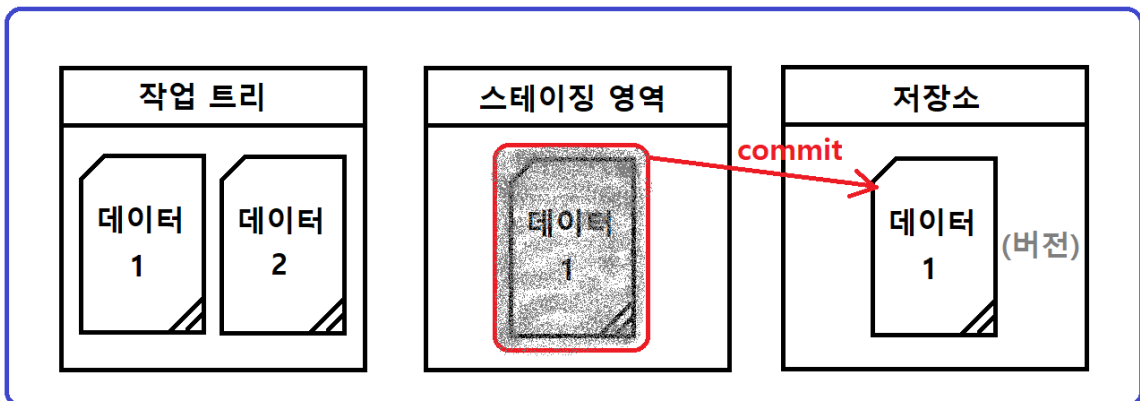 작업 트리
스테이징 영역
저장소
commit
데이터
1
데이터
2
데이터
1
데이터
1
(버전)